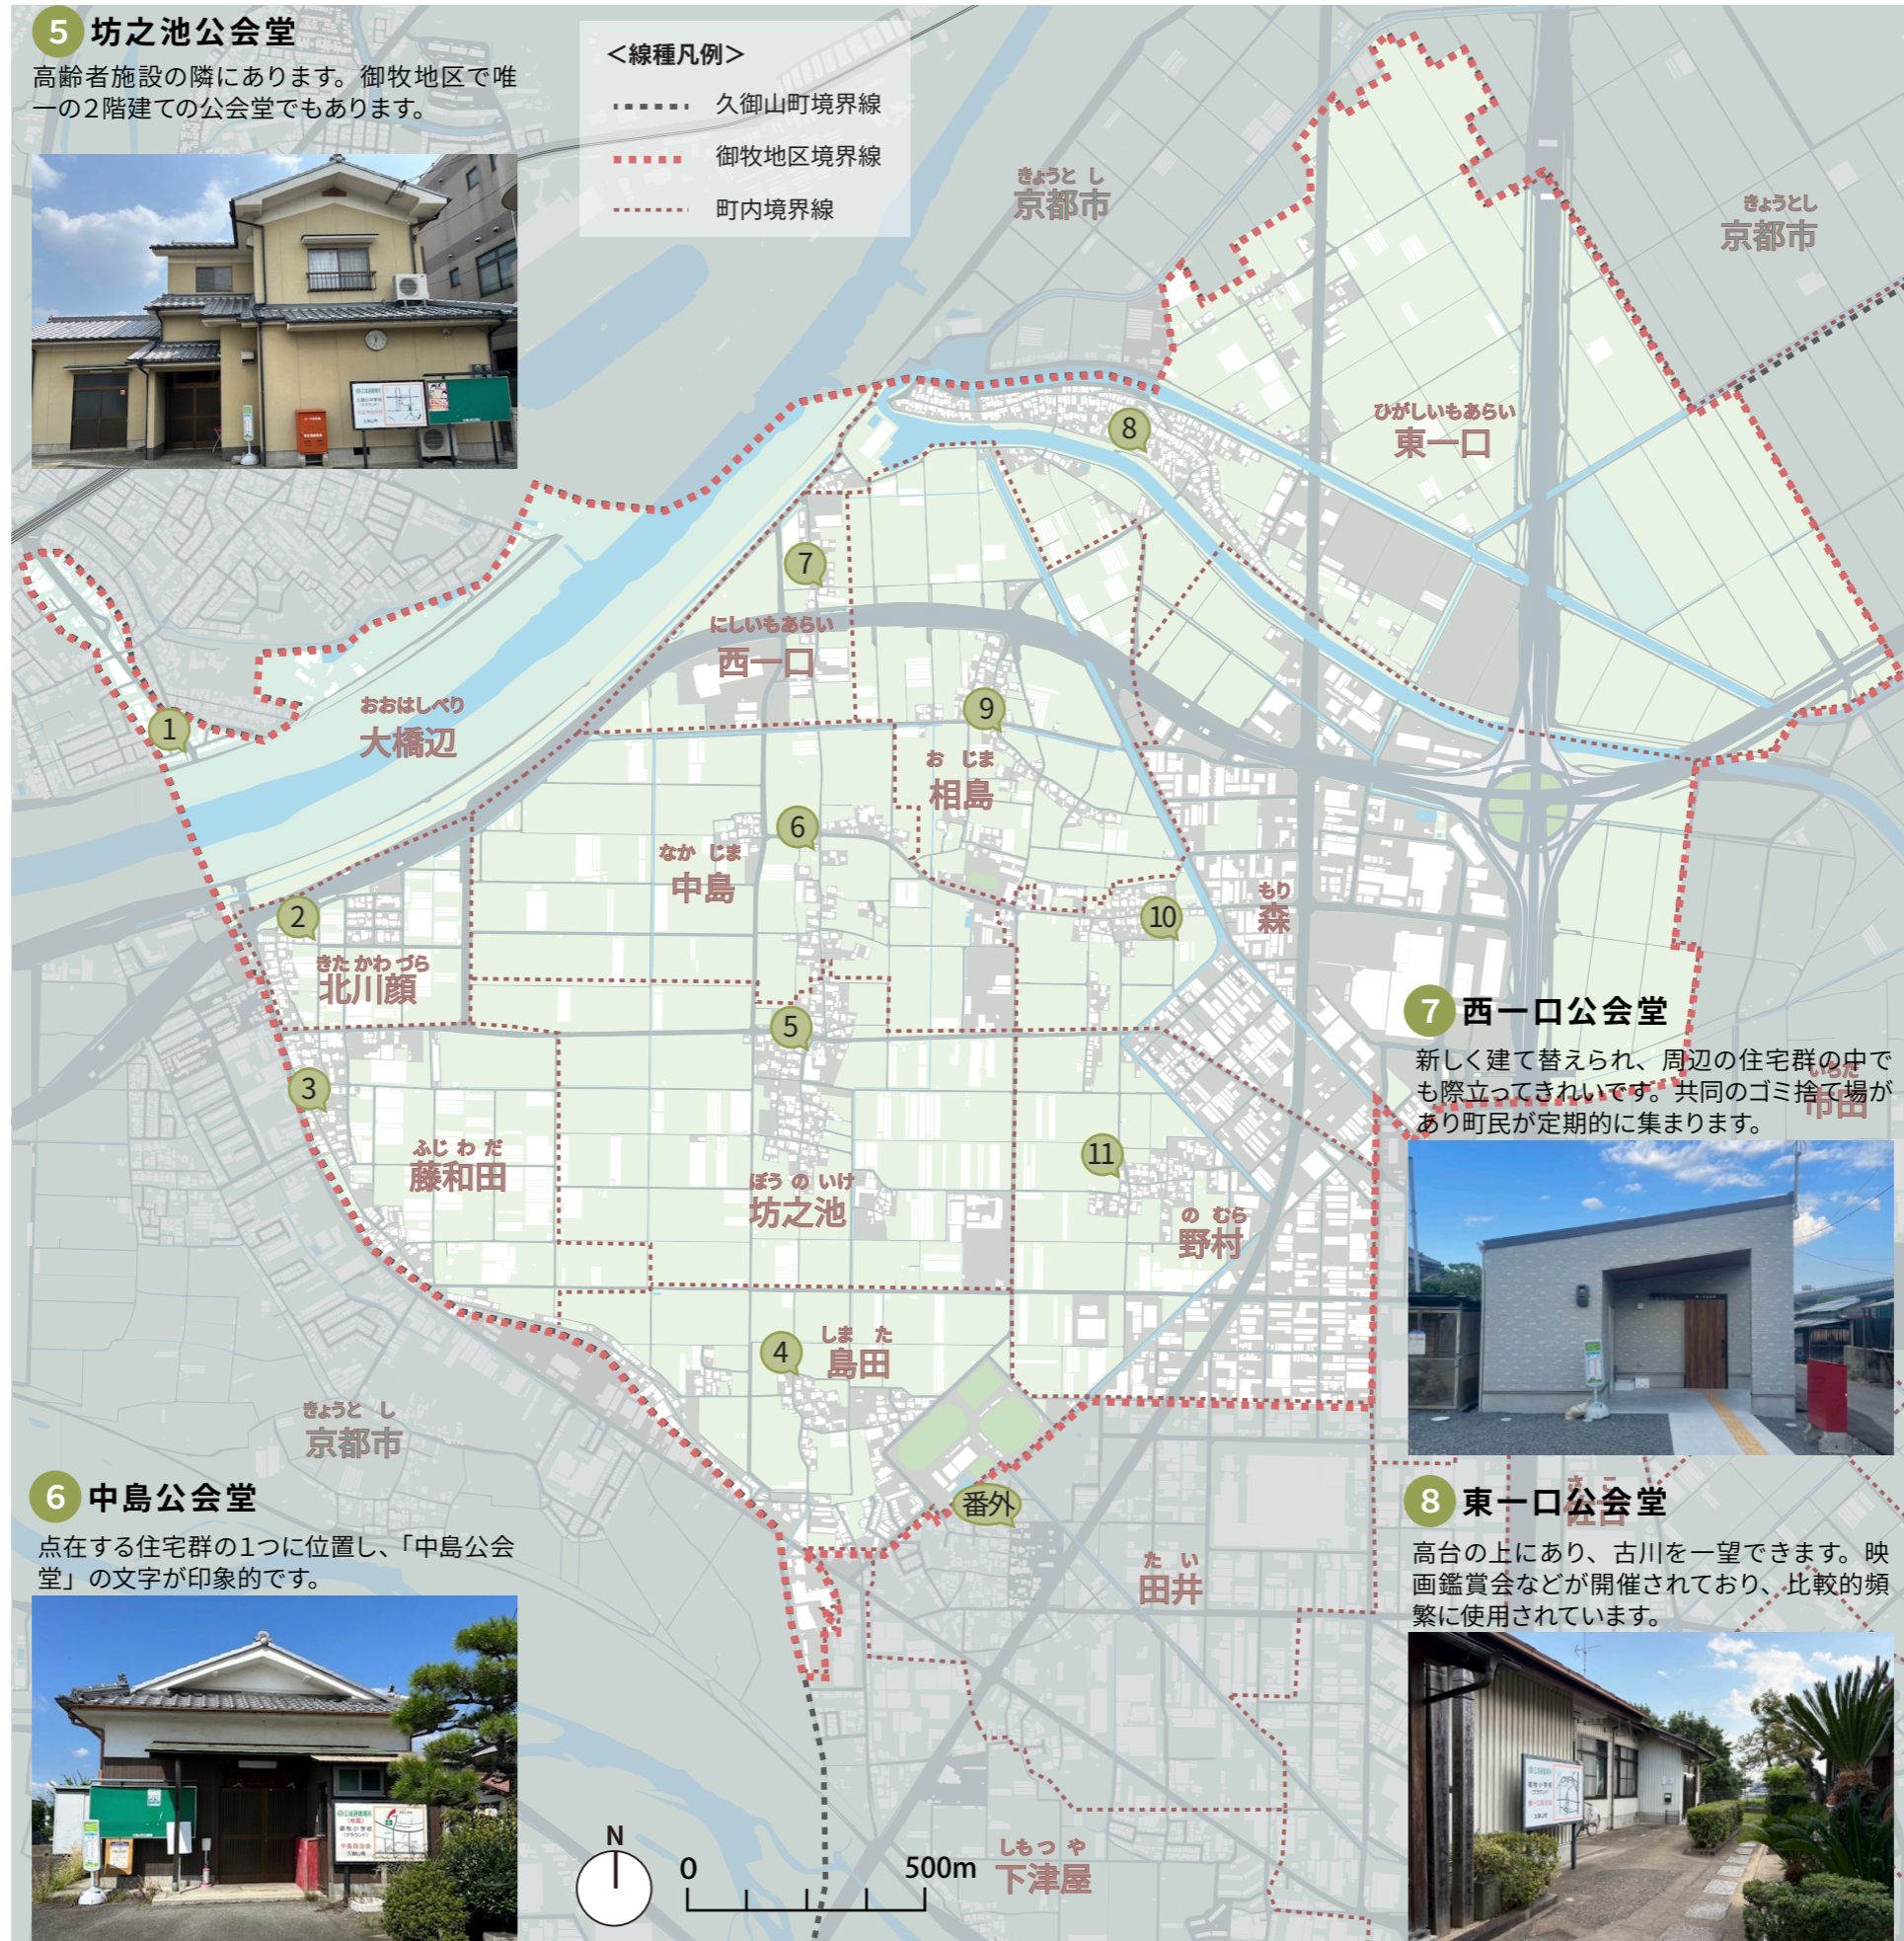 5 坊之池公会堂
高齢者施設の隣にあります。御牧地区で唯
一の2階建ての公会堂でもあります。
＜線種凡例＞
久御山町境界線
御牧地区境界線
町内境界線
きょうと し
京都市
きょうとし
京都市
ひがしいもあらい
東一口
8
7
にしいもあらい
西一口
おおはしべり
大橋辺
1
9
お じま
相島
6
なか じま
中島
2
きた かわ づら
北川顔
10
もり
森
5
3
ふじ わ だ
藤和田
ぼう の いけ
坊之池
11
の むら
野村
4
しま た
島田
番外
きょうと し
京都市
た い
田井
しもつ や
下津屋
いちだ
市田
さ こ
佐古
7 西一口公会堂
新しく建て替えられ、周辺の住宅群の中で
も際立ってきれいです。共同のゴミ捨て場が
あり町民が定期的に集まります。
6 中島公会堂
点在する住宅群の1つに位置し、「中島公会
堂」の文字が印象的です。
8 東一口公会堂
高台の上にあり、古川を一望できます。映
画鑑賞会などが開催されており、比較的頻
繁に使用されています。
N
0 500m